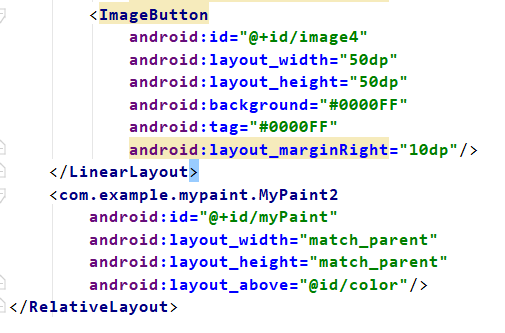 <ImageButton
android:id="@+id/image4"
android:layout_width="50dp"
android:layout_height="50dp"
android:background="#0000FF"
android:tag="#0000FF"
android:layout_marginRight="10dp"/>
</LinearLayout>
<com.example.mypaint.MyPaint2
android:id="@+id/myPaint"
android:layout_width="match_parent"
android:layout_height="match_parent"
android:layout_above="@id/color"/>
</RelativeLayout>